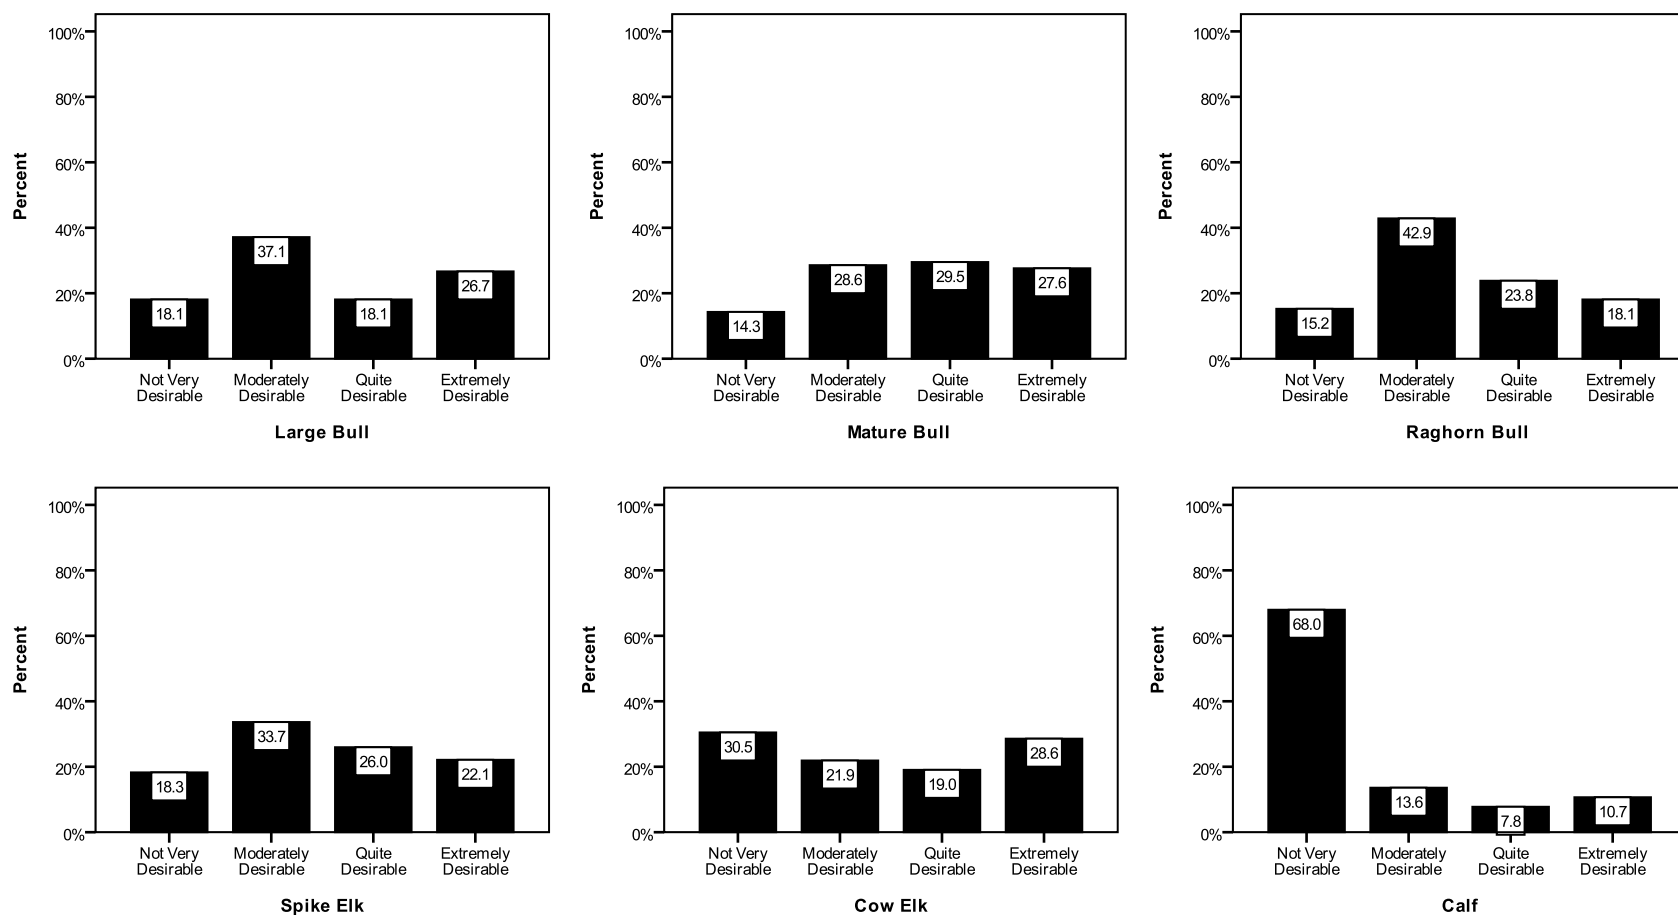 100%
80%
60%
40%
20%
0%
Percent
18.1
37.1
18.1
26.7
Not Very Desirable
Moderately Desirable
Quite Desirable
Extremely Desirable
Large Bull
100%
80%
60%
40%
20%
0%
Percent
14.3
28.6
29.5
27.6
Not Very Desirable
Moderately Desirable
Quite Desirable
Extremely Desirable
Mature Bull
100%
80%
60%
40%
20%
0%
Percent
15.2
42.9
23.8
18.1
Not Very Desirable
Moderately Desirable
Quite Desirable
Extremely Desirable
Raghorn Bull
100%
80%
60%
40%
20%
0%
Percent
18.3
33.7
26.0
22.1
Not Very Desirable
Moderately Desirable
Quite Desirable
Extremely Desirable
Spike Elk
100%
80%
60%
40%
20%
0%
Percent
30.5
21.9
19.0
28.6
Not Very Desirable
Moderately Desirable
Quite Desirable
Extremely Desirable
Cow Elk
100%
80%
60%
40%
20%
0%
Percent
68.0
13.6
7.8
10.7
Not Very Desirable
Moderately Desirable
Quite Desirable
Extremely Desirable
Calf